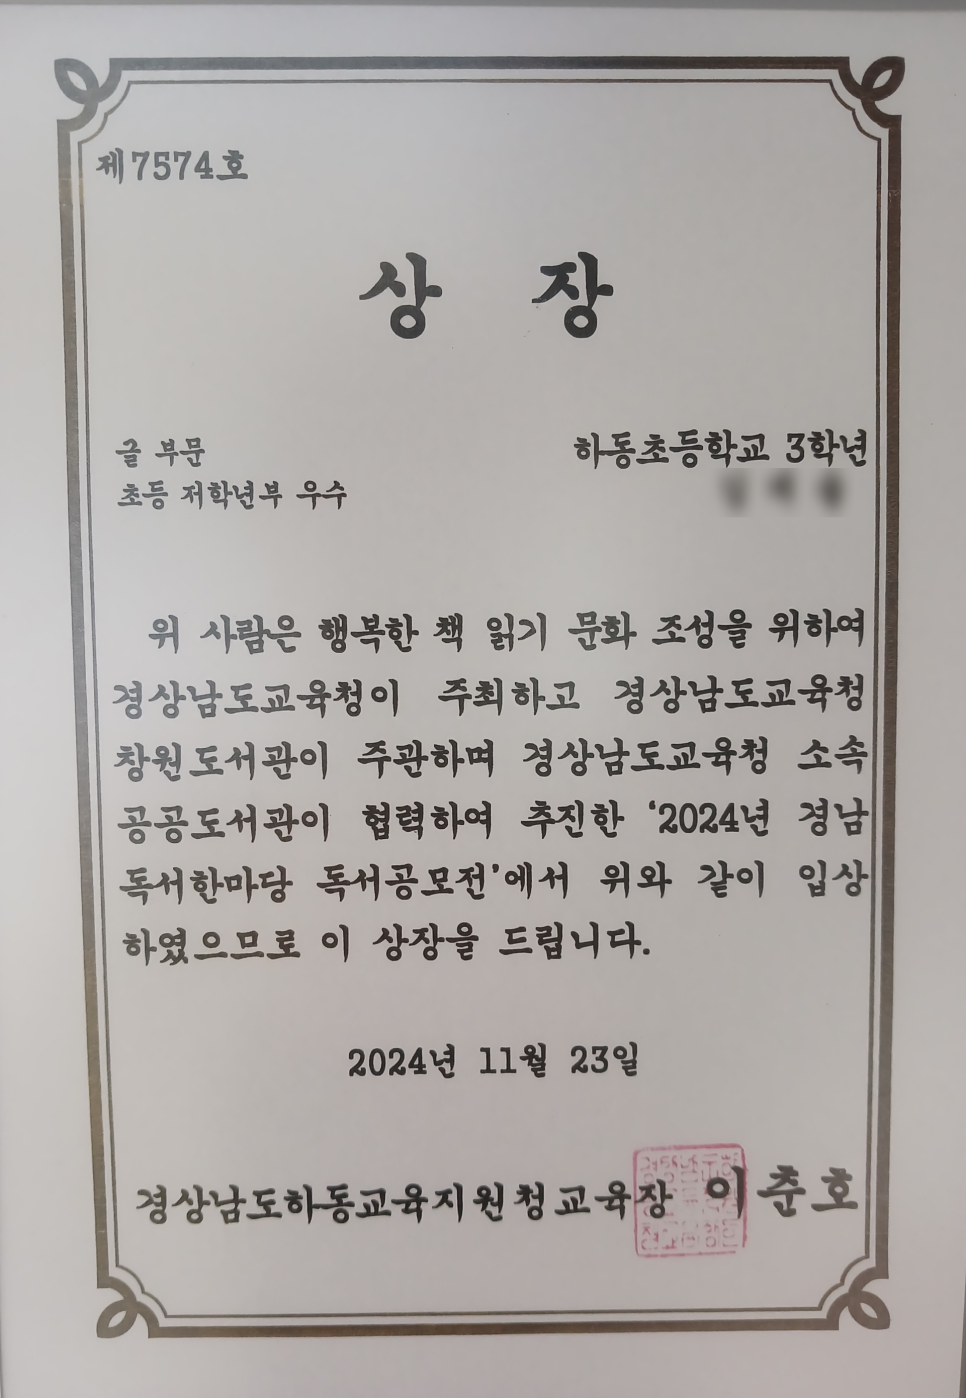 제7574호
상 장
글 부문
초등 저학년부 우수
하동초등학교 3학년
위 사람은 행복한 책 읽기 문화 조성을 위하여
경상남도교육청이 주최하고 경상남도교육청
창원도서관이 주관하며 경상남도교육청 소속
공공도서관이 협력하여 추진한 ‘2024년 경남
독서한마당 독서공모전’에서 위와 같이 입상
하였으므로 이 상장을 드립니다.
2024년 11월 23일
경상남도하동교육지원청교육장 이춘호